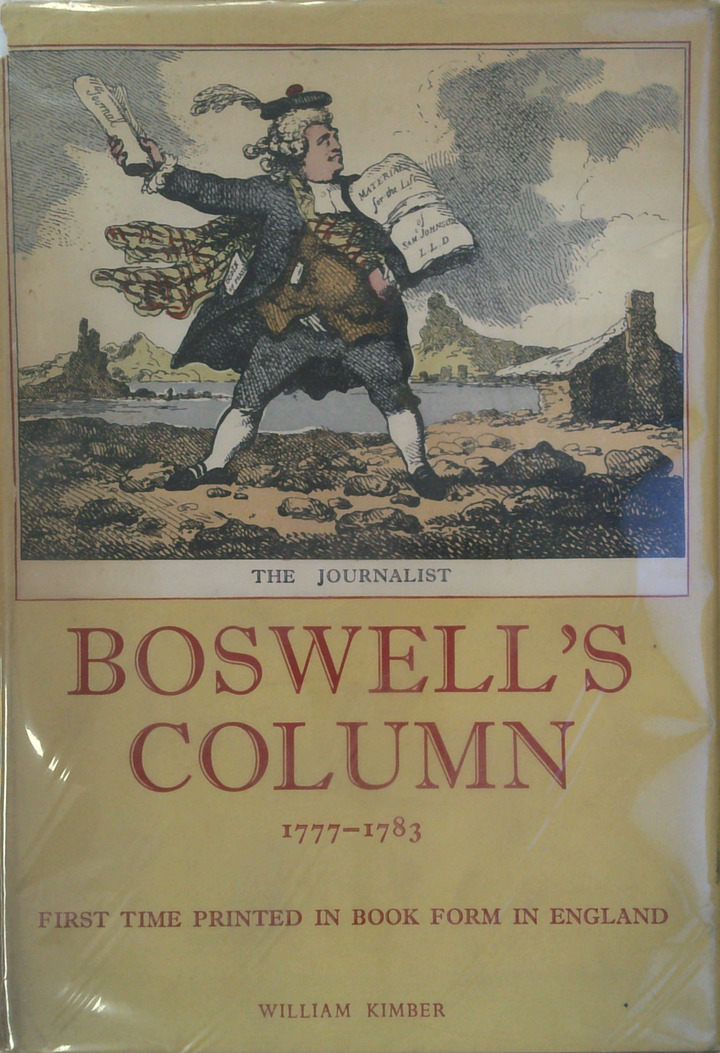 Journal
MATERIALS
for the Life
of
SAML JOHNSON
L L D
THE JOURNALIST
BOSWELL'S
COLUMN
1777–1783
FIRST TIME PRINTED IN BOOK FORM IN ENGLAND
WILLIAM KIMBER